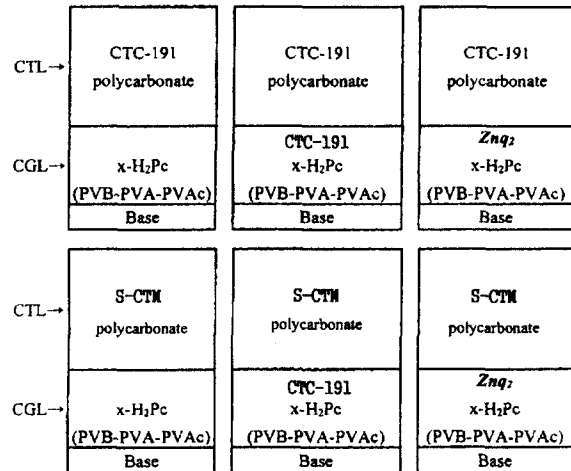 CTL→
CTC-191
polycarbonate
CTC-191
polycarbonate
CTC-191
polycarbonate
CGL→
x-H₂Pc
(PVB-PVA-PVAc)
Base
CTC-191
x-H₂Pc
(PVB-PVA-PVAc)
Base
Znq₂
x-H₂Pc
(PVB-PVA-PVAc)
Base
CTL→
S-CTM
polycarbonate
S-CTM
polycarbonate
S-CTM
polycarbonate
CGL→
x-H₂Pc
(PVB-PVA-PVAc)
Base
CTC-191
x-H₂Pc
(PVB-PVA-PVAc)
Base
Znq₂
x-H₂Pc
(PVB-PVA-PVAc)
Base